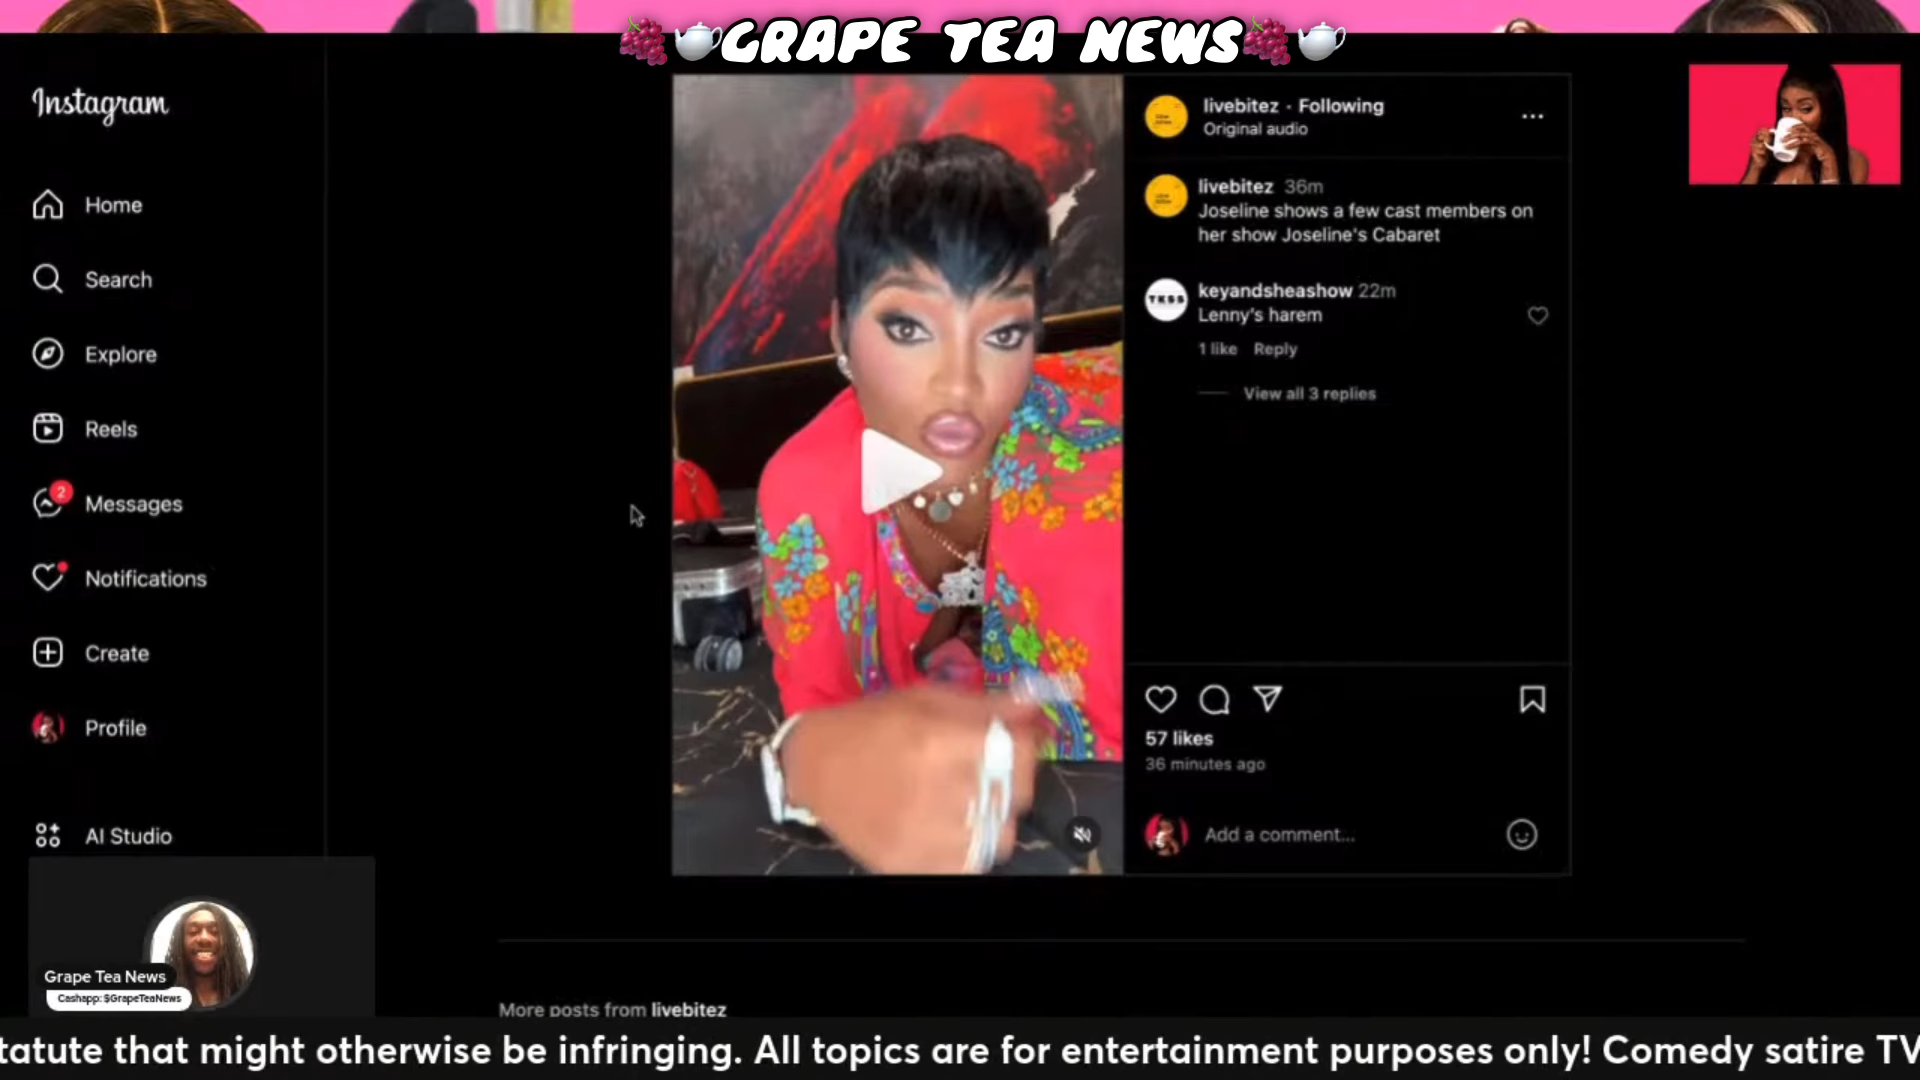 GRAPE TEA NEWS
Instagram
Home
Search
Explore
Reels
2
Messages
Notifications
Create
Profile
AI Studio
livebitez • Following
Original audio
livebitez 36m
Joseline shows a few cast members on
her show Joseline's Cabaret
TKSS
keyandsheashow 22m
Lenny's harem
1 like Reply
View all 3 replies
57 likes
36 minutes ago
Add a comment...
Grape Tea News
Cashapp: $GrapeTeaNews
More posts from livebitez
tatute that might otherwise be infringing. All topics are for entertainment purposes only! Comedy satire TV